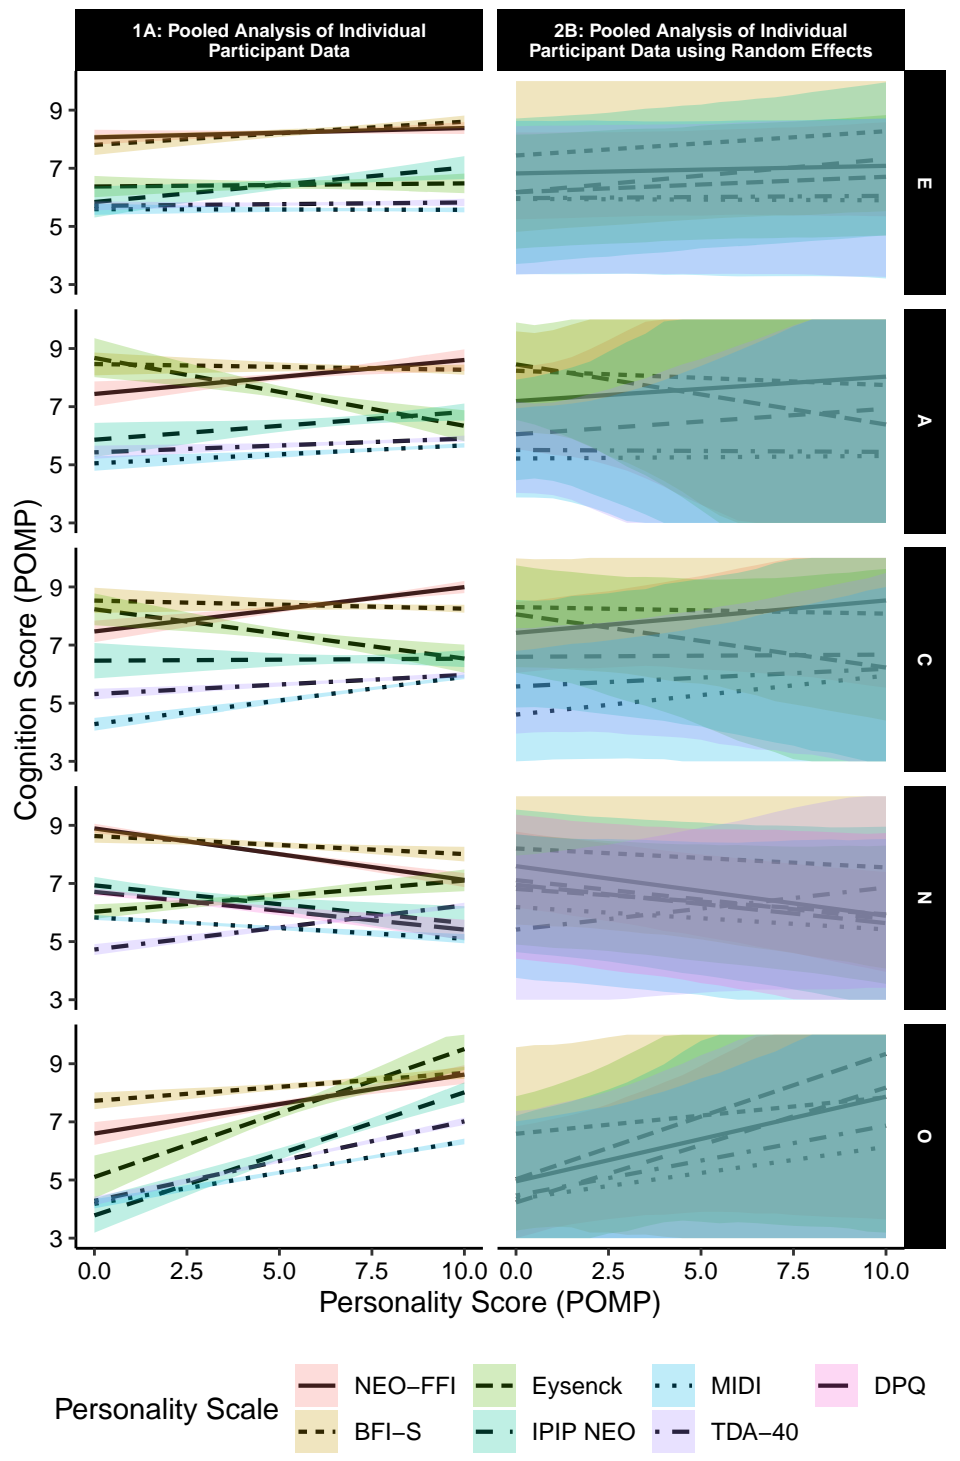 1A: Pooled Analysis of Individual
Participant Data
2B: Pooled Analysis of Individual
Participant Data using Random Effects
Cognition Score (POMP)
9
7
5
3
E
9
7
5
3
A
9
7
5
3
C
9
7
5
3
N
9
7
5
3
O
0.0 2.5 5.0 7.5 10.0 0.0 2.5 5.0 7.5 10.0
Personality Score (POMP)
Personality Scale
NEO−FFI Eysenck MIDI DPQ
BFI−S IPIP NEO TDA−40